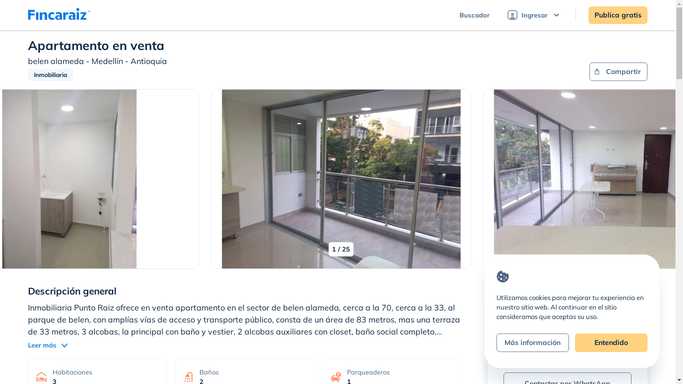 Fincaraiz
Buscador
Ingresar
Publica gratis
Apartamento en venta
belen alameda - Medellín - Antioquia
Inmobiliaria
Compartir
1 / 25
Descripción general
Inmobiliaria Punto Raiz ofrece en venta apartamento en el sector de belen alameda, cerca a la 70, cerca a la 33, al
parque de belen, con amplías vías de acceso y transporte público, consta de un área de 83 metros, mas una terraza
de 33 metros, 3 alcobas, la principal con baño y vestier, 2 alcobas auxiliares con closet, baño social completo,...
Leer más
Habitaciones
3
Baños
2
Parqueaderos
1
Utilizamos cookies para mejorar tu experiencia en
nuestro sitio web. Al continuar en el sitio
consideramos que aceptas su uso.
Más información
Entendido
Contactar por WhatsApp